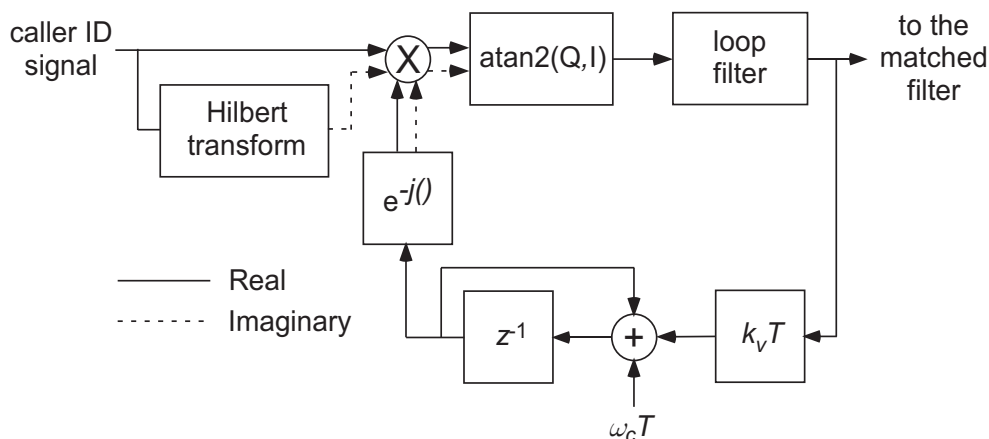 caller ID
signal
X
atan2(Q,I)
loop
filter
to the
matched
filter
Hilbert
transform
e^-j()
Real
Imaginary
z^-1
+
k_vT
ω_cT